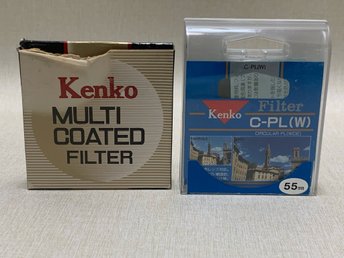 Kenko
MULTI
COATED
FILTER
C-PL(W)
Kenko
Filter
C-PL(W)
CIRCULAR PL(WIDE)
55mm